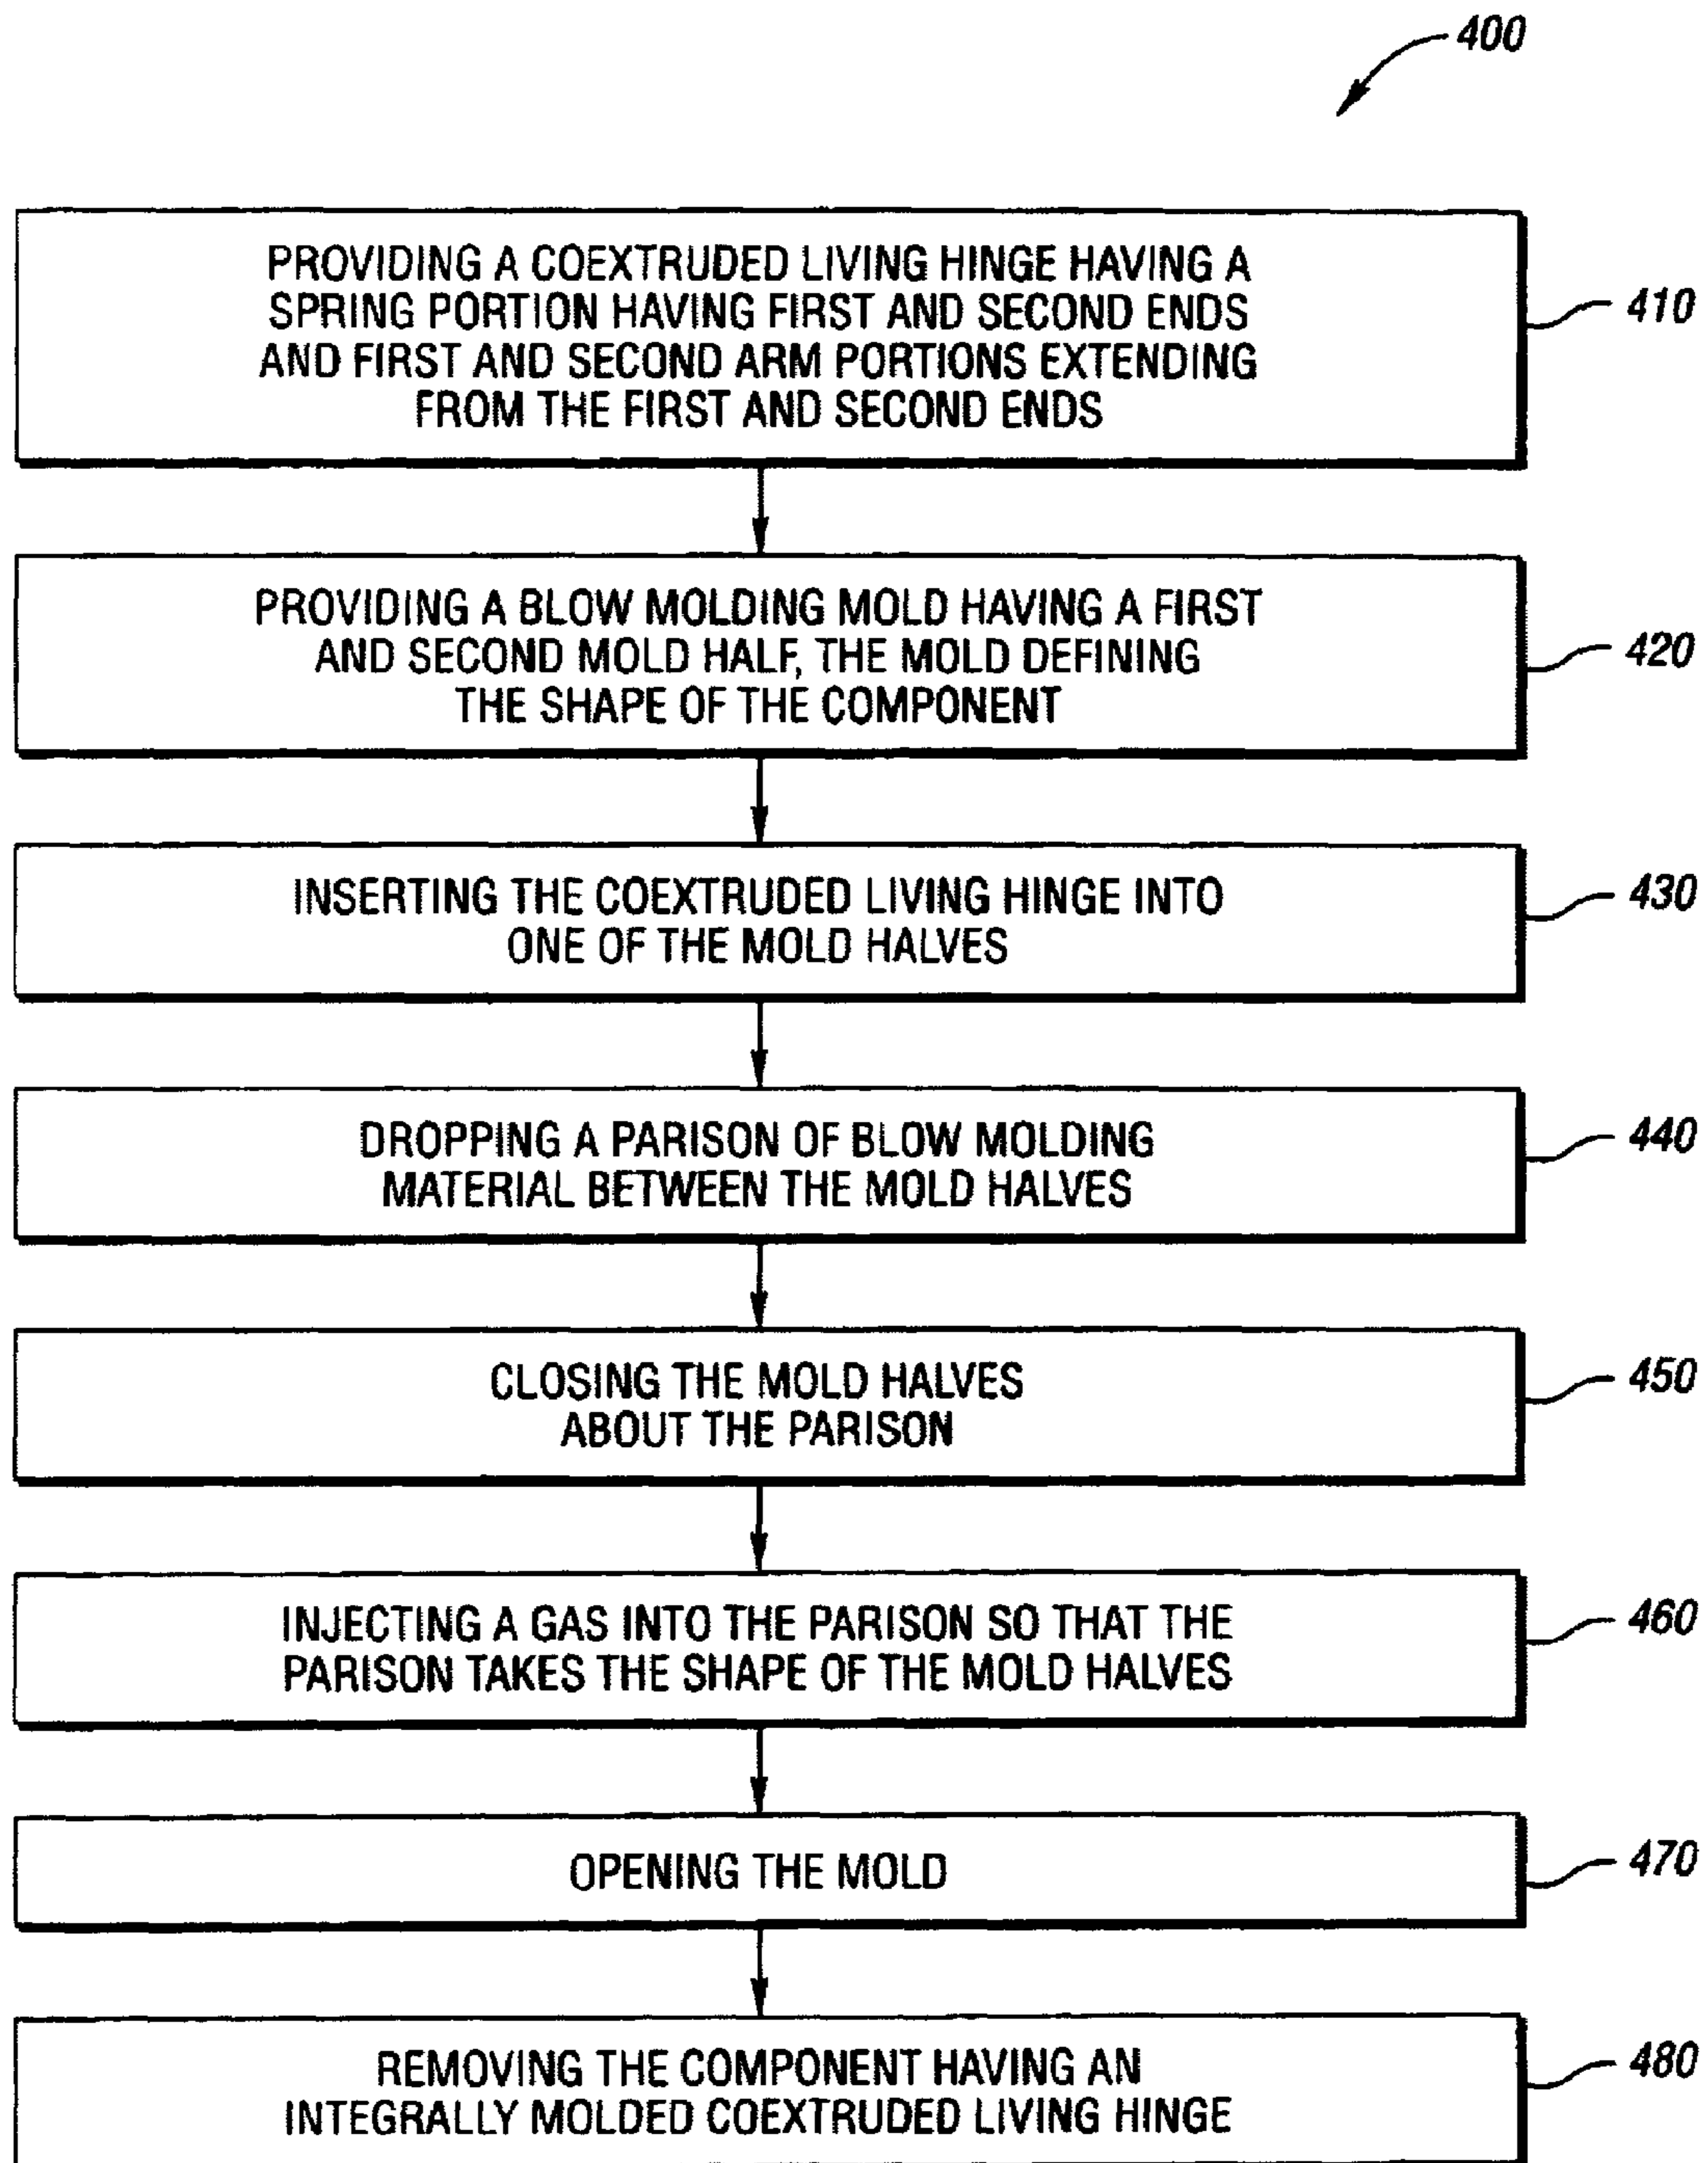 400
PROVIDING A COEXTRUDED LIVING HINGE HAVING A
SPRING PORTION HAVING FIRST AND SECOND ENDS
AND FIRST AND SECOND ARM PORTIONS EXTENDING
FROM THE FIRST AND SECOND ENDS
410
PROVIDING A BLOW MOLDING MOLD HAVING A FIRST
AND SECOND MOLD HALF, THE MOLD DEFINING
THE SHAPE OF THE COMPONENT
420
INSERTING THE COEXTRUDED LIVING HINGE INTO
ONE OF THE MOLD HALVES
430
DROPPING A PARISON OF BLOW MOLDING
MATERIAL BETWEEN THE MOLD HALVES
440
CLOSING THE MOLD HALVES
ABOUT THE PARISON
450
INJECTING A GAS INTO THE PARISON SO THAT THE
PARISON TAKES THE SHAPE OF THE MOLD HALVES
460
OPENING THE MOLD
470
REMOVING THE COMPONENT HAVING AN
INTEGRALLY MOLDED COEXTRUDED LIVING HINGE
480